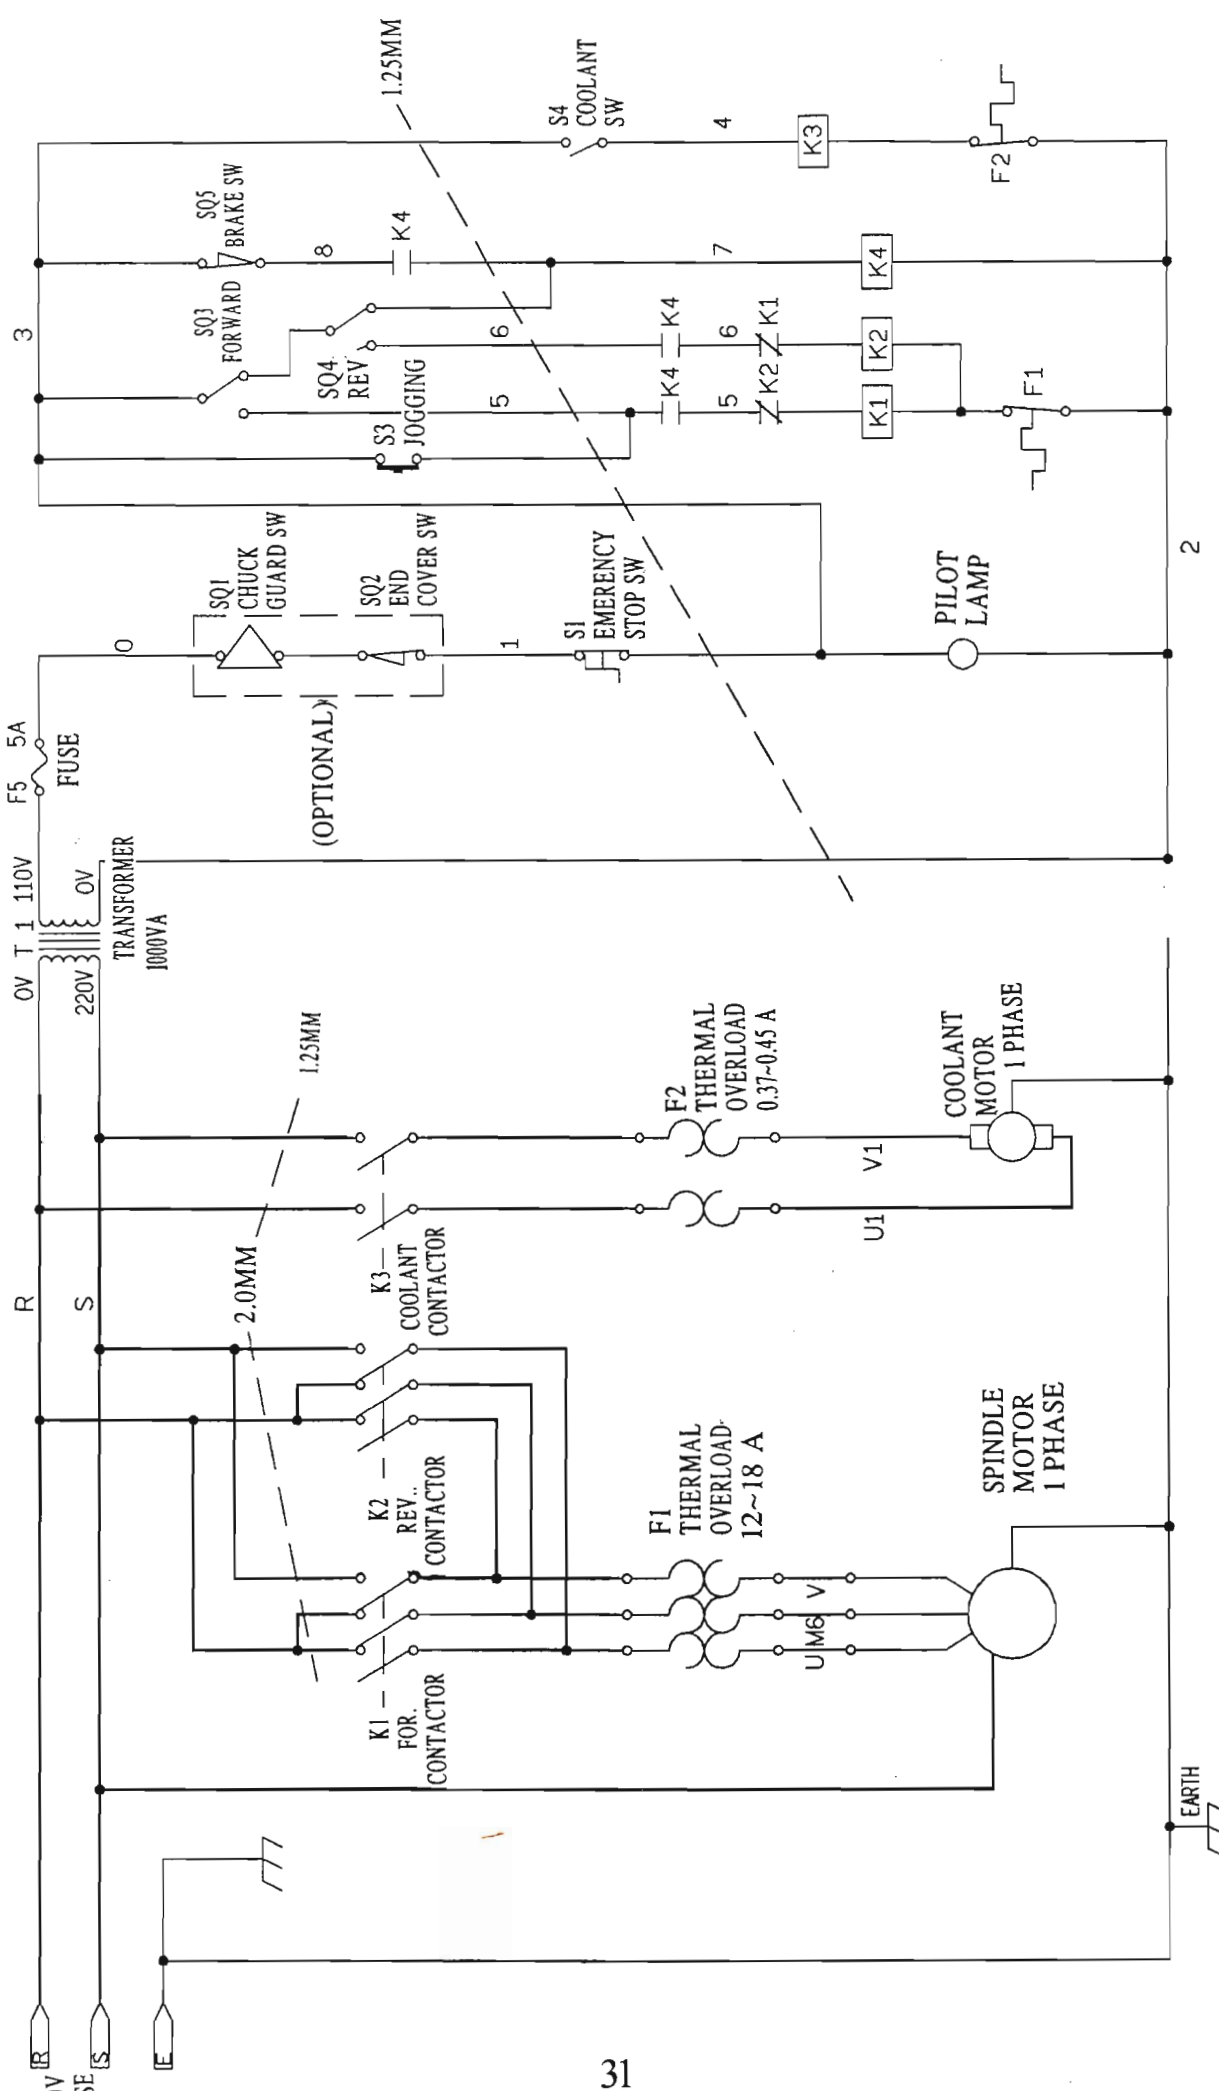 R
S
E
EARTH
R
S
2.0MM
1.25MM
K1
FOR.
CONTACTOR
K2
REV..
CONTACTOR
K3
COOLANT
CONTACTOR
F1
THERMAL
OVERLOAD
12~18 A
U
M6
V
SPINDLE
MOTOR
1 PHASE
F2
THERMAL
OVERLOAD
0.37~0.45 A
U1
V1
COOLANT
MOTOR
1 PHASE
0V T 1 110V
220V
0V
TRANSFORMER
1000VA
F5 5A
FUSE
0
SQ1
CHUCK
GUARD SW
SQ2
END
COVER SW
(OPTIONAL)
1
S1
EMERENCY
STOP SW
PILOT
LAMP
2
3
S3
JOGGING
SQ3
FORWARD
SQ4
REV
SQ5
BRAKE SW
8
K4
5
6
7
K4
K4
5
6
K2
K1
K1
K2
K4
F1
1.25MM
S4
COOLANT
SW
4
K3
F2
31